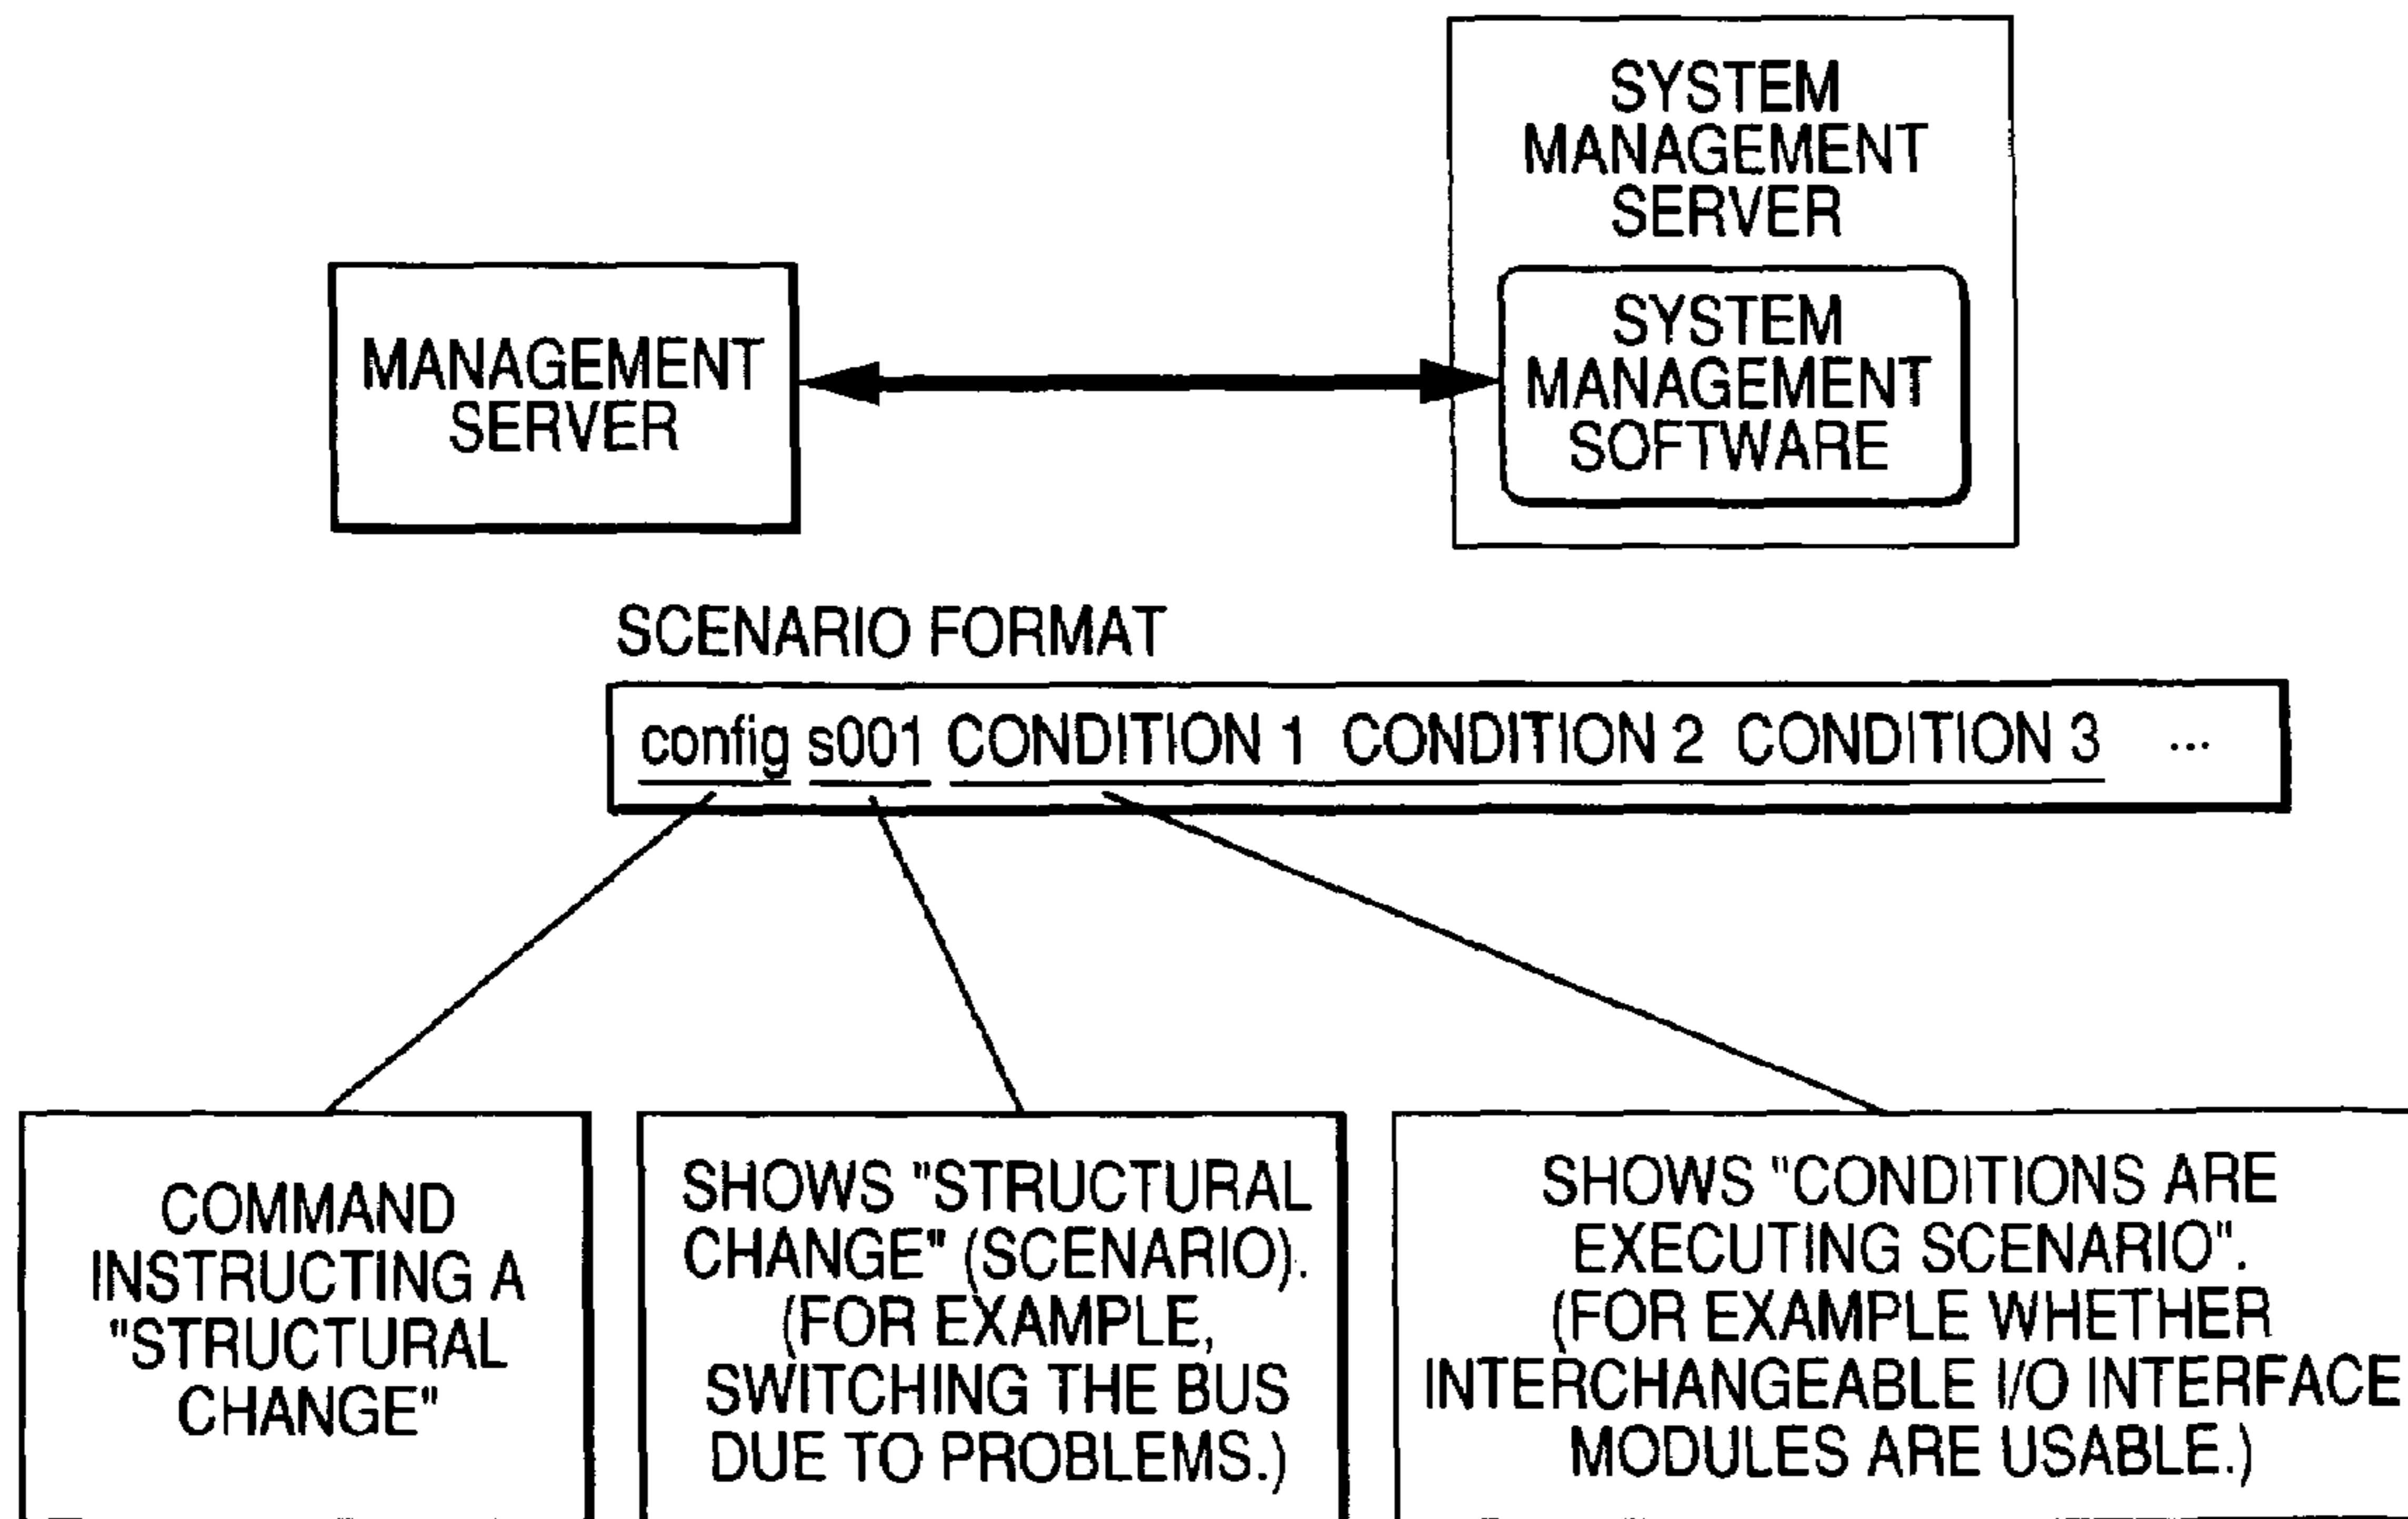 SYSTEM
MANAGEMENT
SERVER
MANAGEMENT
SERVER
SYSTEM
MANAGEMENT
SOFTWARE
SCENARIO FORMAT
config s001 CONDITION 1 CONDITION 2 CONDITION 3 ...
COMMAND
INSTRUCTING A
"STRUCTURAL
CHANGE"
SHOWS "STRUCTURAL
CHANGE" (SCENARIO).
(FOR EXAMPLE,
SWITCHING THE BUS
DUE TO PROBLEMS.)
SHOWS "CONDITIONS ARE
EXECUTING SCENARIO".
(FOR EXAMPLE WHETHER
INTERCHANGEABLE I/O INTERFACE
MODULES ARE USABLE.)